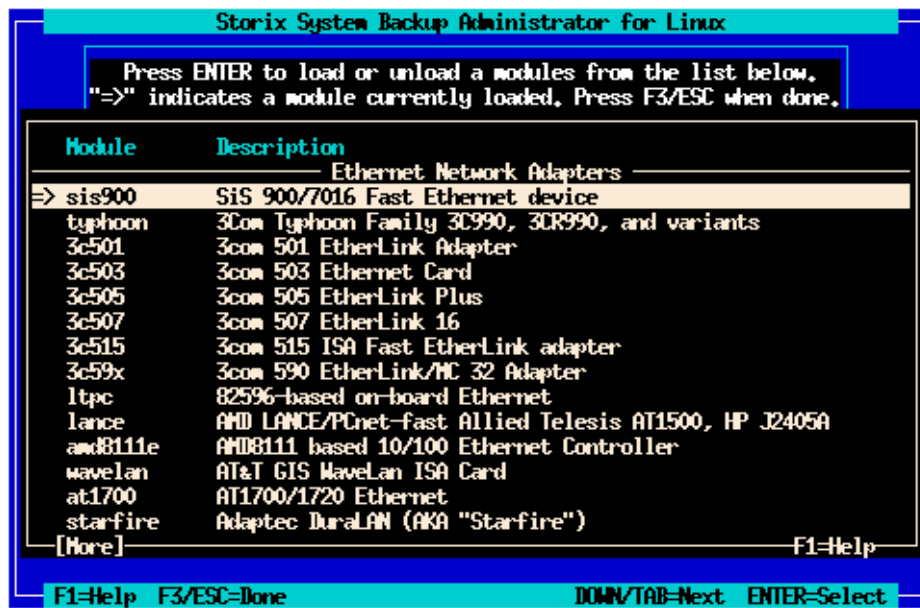 Storix System Backup Administrator for Linux
Press ENTER to load or unload a modules from the list below.
"=>" indicates a module currently loaded. Press F3/ESC when done.
Module Description
Ethernet Network Adapters
=> sis900 SiS 900/7016 Fast Ethernet device
typhoon 3Com Typhoon Family 3C990, 3CR990, and variants
3c501 3com 501 EtherLink Adapter
3c503 3com 503 Ethernet Card
3c505 3com 505 EtherLink Plus
3c507 3com 507 EtherLink 16
3c515 3com 515 ISA Fast EtherLink adapter
3c59x 3com 590 EtherLink/MC 32 Adapter
ltpc 82596-based on-board Ethernet
lance AMD LANCE/PCnet-fast Allied Telesis AT1500, HP J2405A
amd8111e AMD8111 based 10/100 Ethernet Controller
wavelan AT&T GIS WaveLan ISA Card
at1700 AT1700/1720 Ethernet
starfire Adaptec DuraLAN (AKA "Starfire")
[More] F1=Help
F1=Help F3/ESC=Done DOWN/TAB=Next ENTER=Select